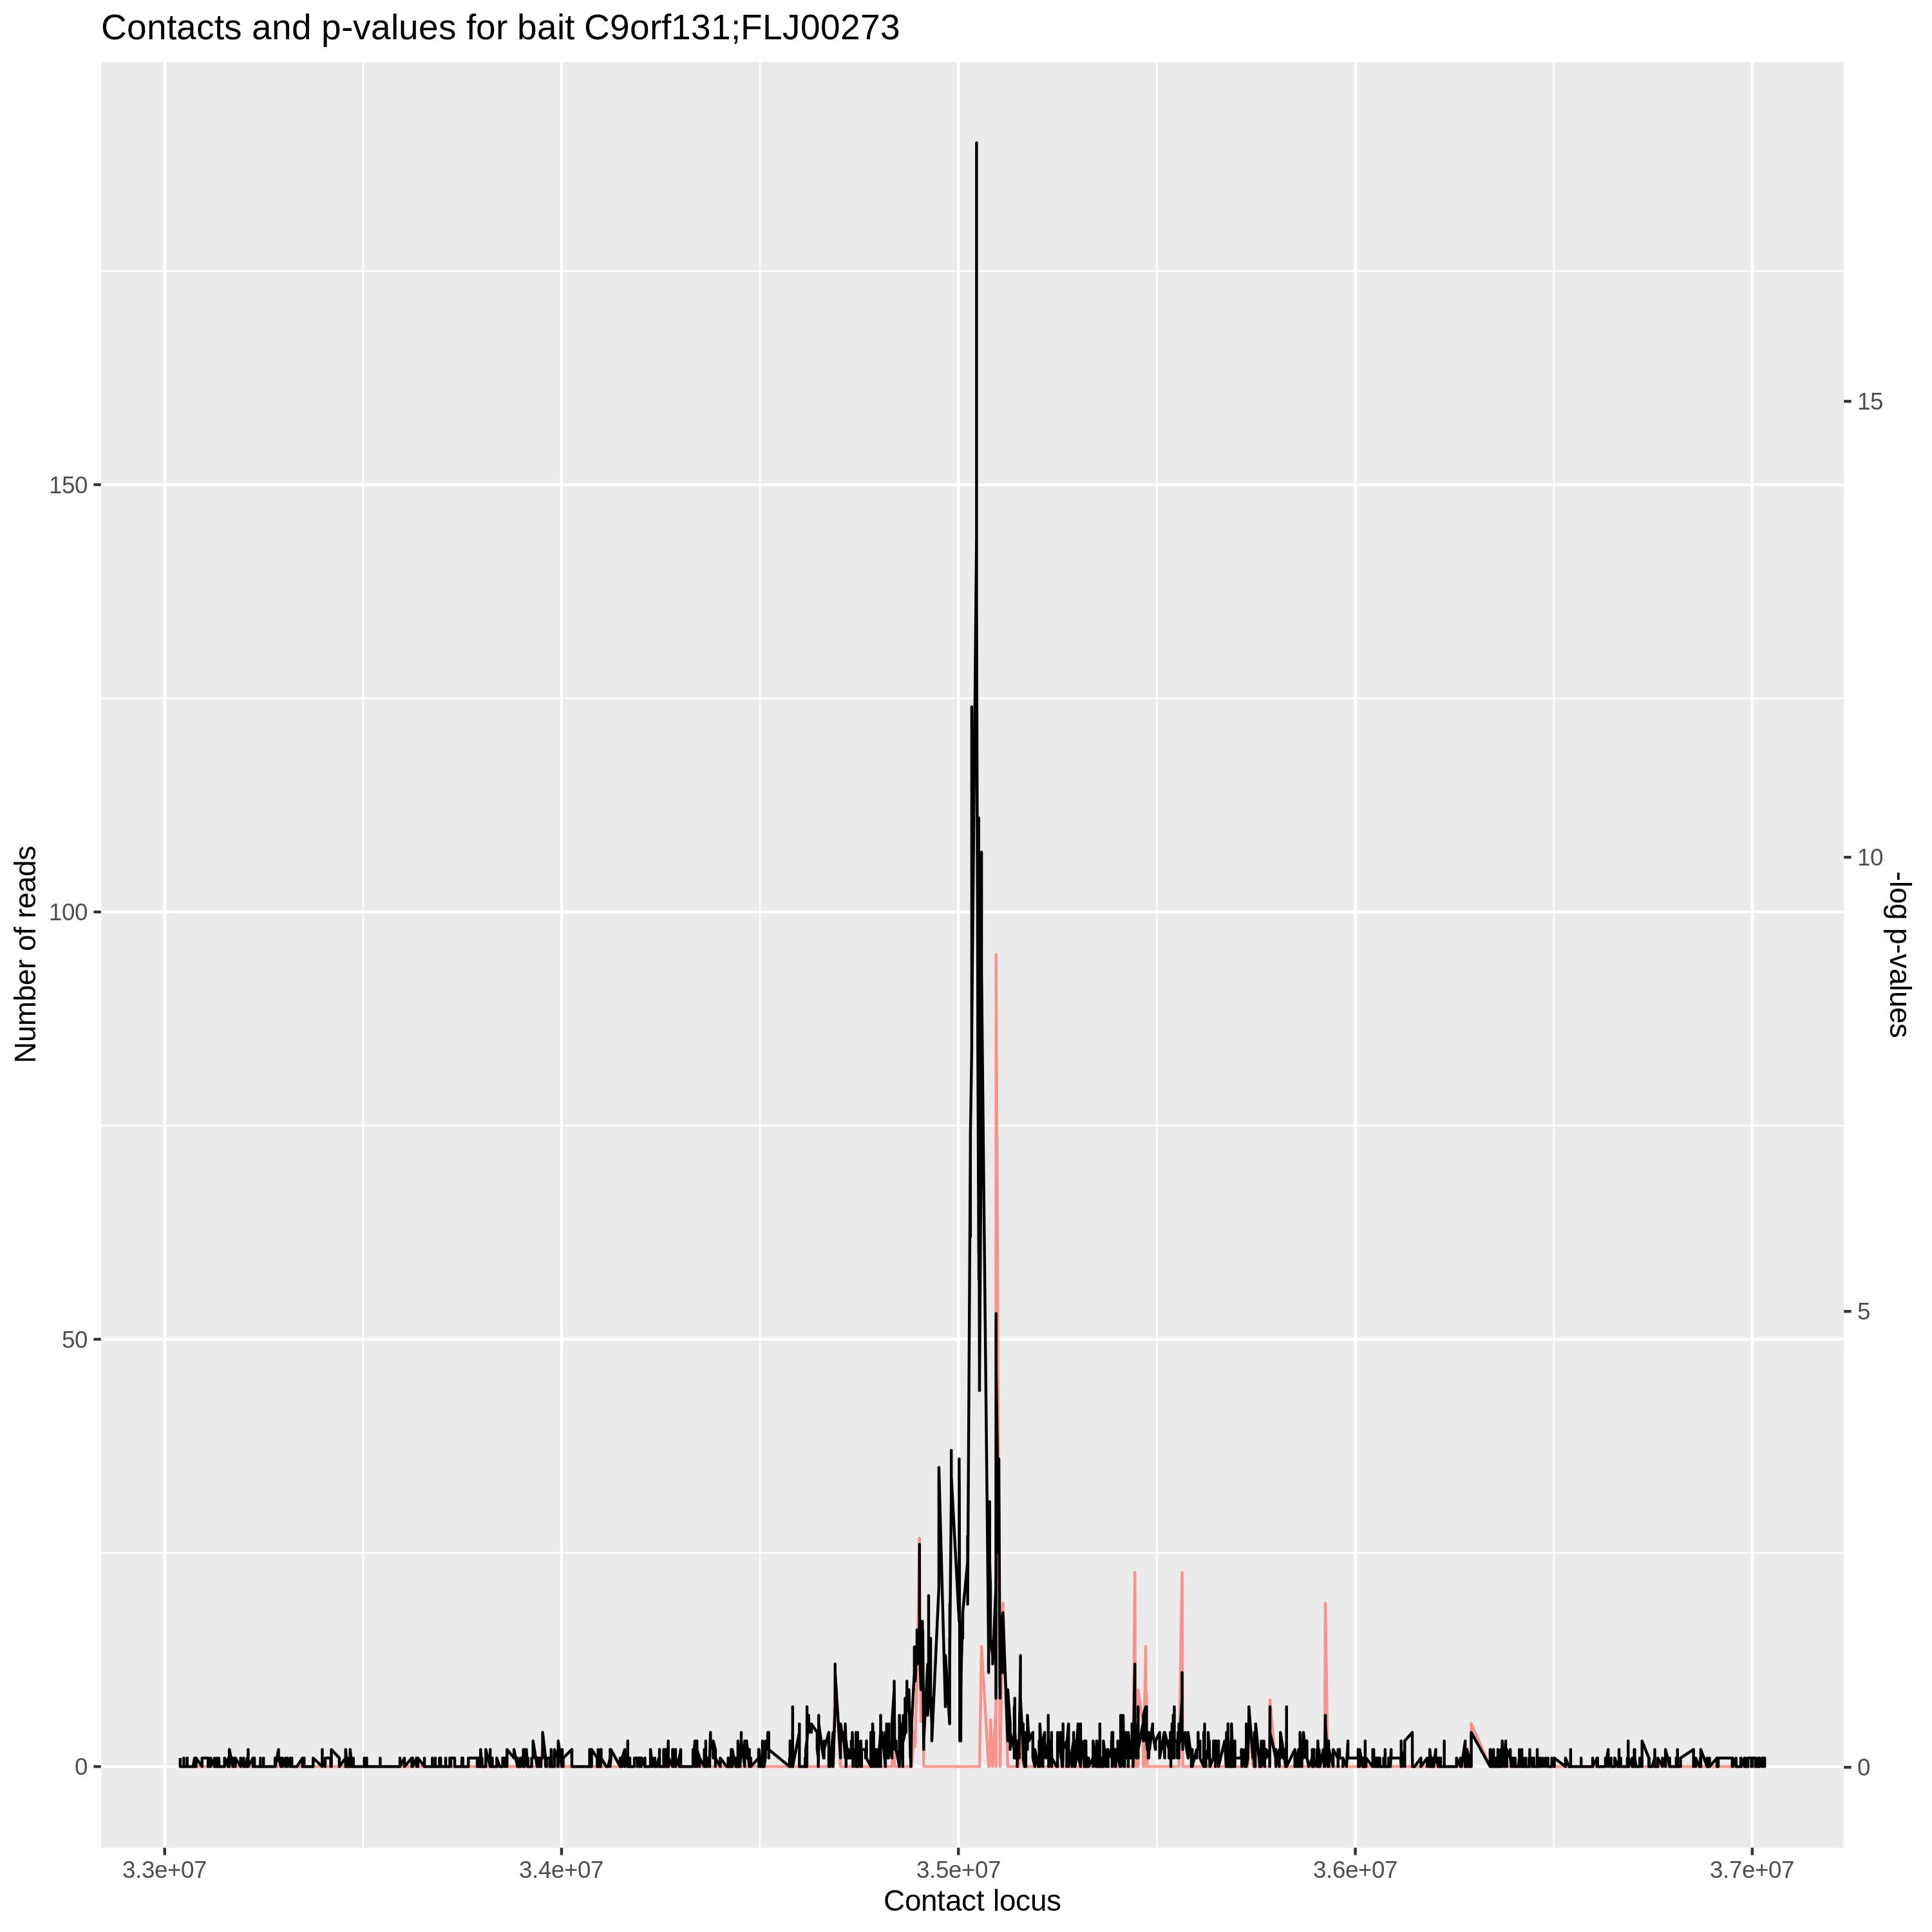 Contacts and p-values for bait C9orf131;FLJ00273
150
100
50
0
Number of reads
15
10
5
0
-log p-values
3.3e+07
3.4e+07
3.5e+07
3.6e+07
3.7e+07
Contact locus